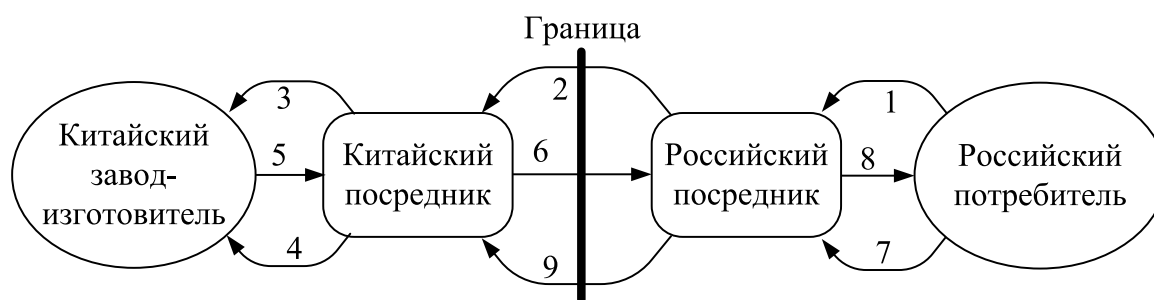 Граница
3
2
1
Китайский
завод-
изготовитель
5
Китайский
посредник
6
Российский
посредник
8
Российский
потребитель
4
9
7